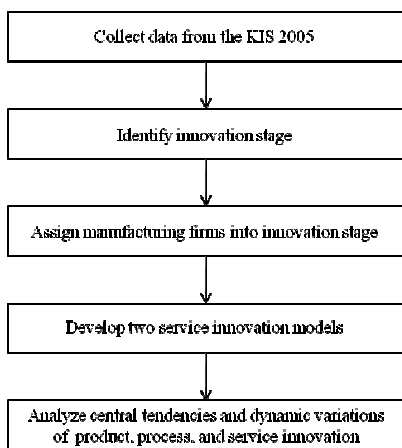 Collect data from the KIS 2005
Identify innovation stage
Assign manufacturing firms into innovation stage
Develop two service innovation models
Analyze central tendencies and dynamic variations
of product, process, and service innovation